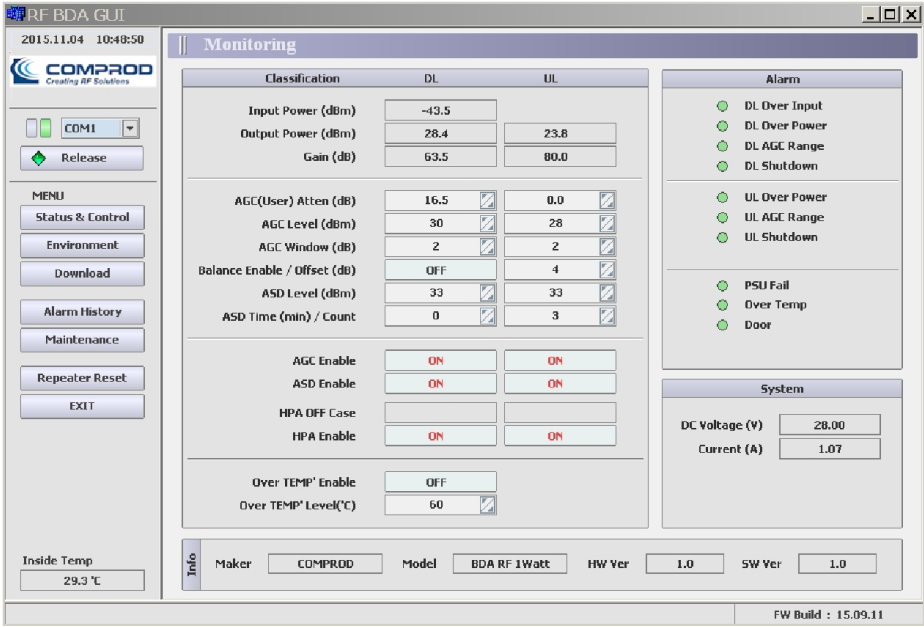 RF BDA GUI
2015.11.04 10:48:50
COMPROD
Creating RF Solutions
COM1
Release
MENU
Status & Control
Environment
Download
Alarm History
Maintenance
Repeater Reset
EXIT
Inside Temp
29.3 ℃
Monitoring
Classification DL UL
Input Power (dBm) -43.5
Output Power (dBm) 28.4 23.8
Gain (dB) 63.5 80.0
AGC(User) Atten (dB) 16.5 0.0
AGC Level (dBm) 30 28
AGC Window (dB) 2 2
Balance Enable / Offset (dB) OFF 4
ASD Level (dBm) 33 33
ASD Time (min) / Count 0 3
AGC Enable ON ON
ASD Enable ON ON
HPA OFF Case
HPA Enable ON ON
Over TEMP' Enable OFF
Over TEMP' Level(℃) 60
Alarm
DL Over Input
DL Over Power
DL AGC Range
DL Shutdown
UL Over Power
UL AGC Range
UL Shutdown
PSU Fail
Over Temp
Door
System
DC Voltage (V) 28.00
Current (A) 1.07
Info
Maker COMPROD Model BDA RF 1Watt HW Ver 1.0 SW Ver 1.0
FW Build : 15.09.11